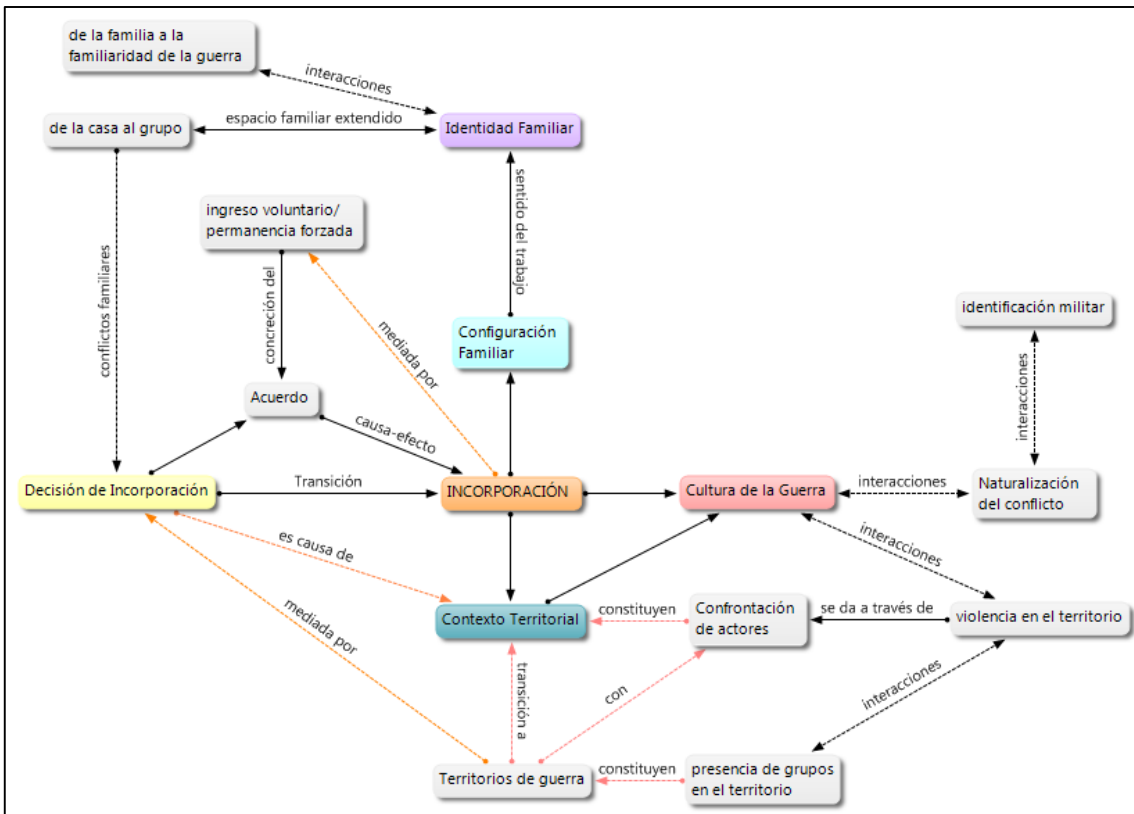 de la familia a la
familiaridad de la guerra
interacciones
de la casa al grupo
espacio familiar extendido
Identidad Familiar
ingreso voluntario/
permanencia forzada
sentido del trabajo
conflictos familiares
concreción del
mediada por
Configuración
Familiar
identificación militar
interacciones
Acuerdo
causa-efecto
Decisión de Incorporación
Transición
INCORPORACIÓN
Cultura de la Guerra
interacciones
Naturalización
del conflicto
es causa de
interacciones
mediada por
Contexto Territorial
constituyen
Confrontación
de actores
se da a través de
violencia en el territorio
transición a
con
interacciones
Territorios de guerra
constituyen
presencia de grupos
en el territorio